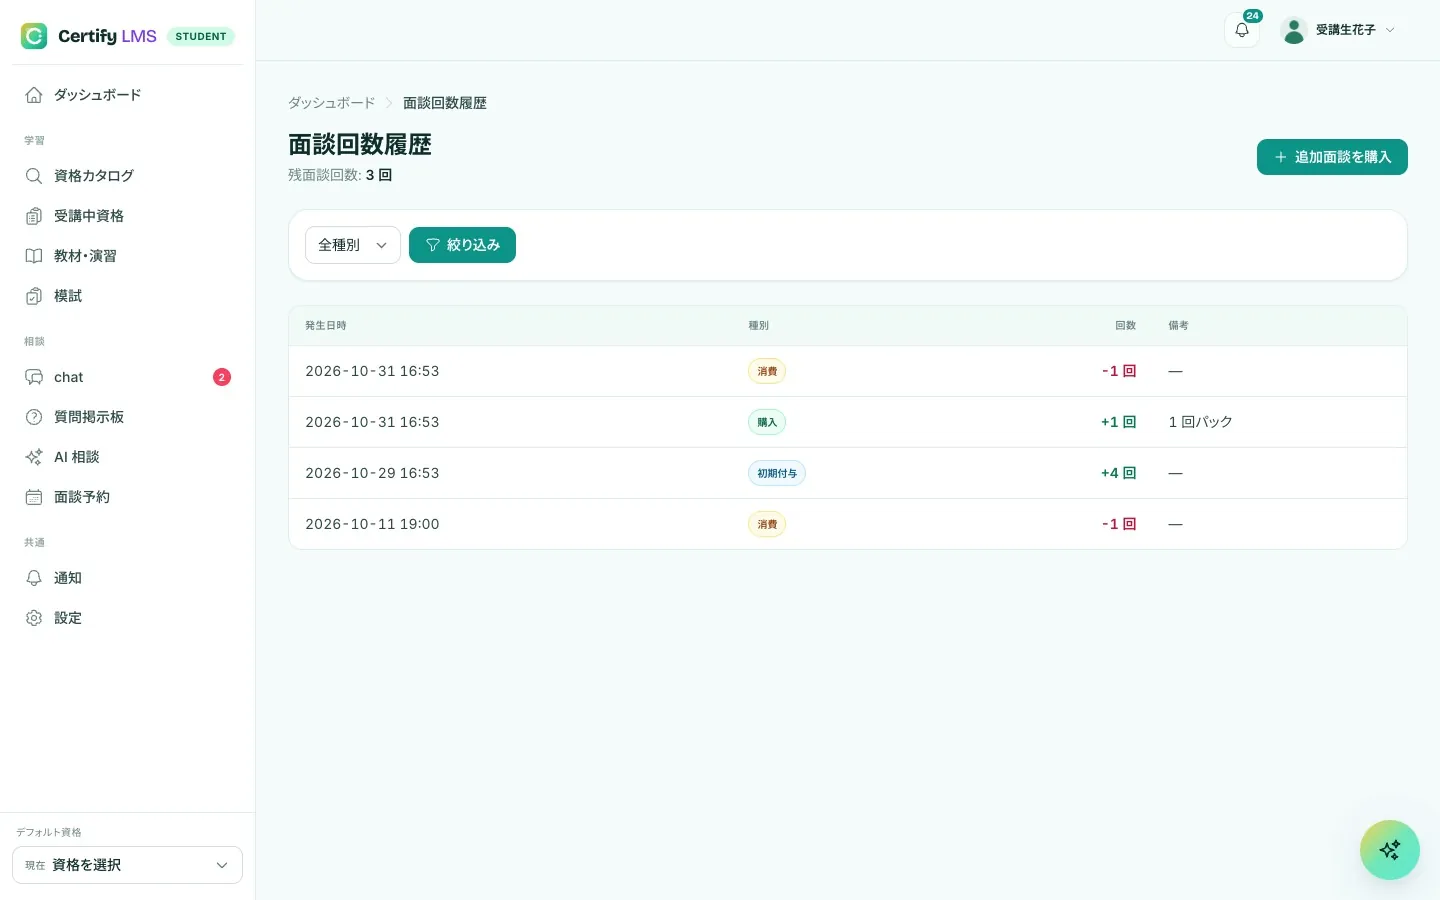 Certify LMS STUDENT
ダッシュボード
学習
資格カタログ
受講中資格
教材・演習
模試
相談
chat 2
質問掲示板
AI 相談
面談予約
共通
通知
設定
デフォルト資格
現在 資格を選択
24
受講生花子
ダッシュボード 面談回数履歴
面談回数履歴
残面談回数: 3 回
追加面談を購入
全種別 絞り込み
発生日時 種別 回数 備考
2026-10-31 16:53 消費 -1 回 —
2026-10-31 16:53 購入 +1 回 1 回パック
2026-10-29 16:53 初期付与 +4 回 —
2026-10-11 19:00 消費 -1 回 —